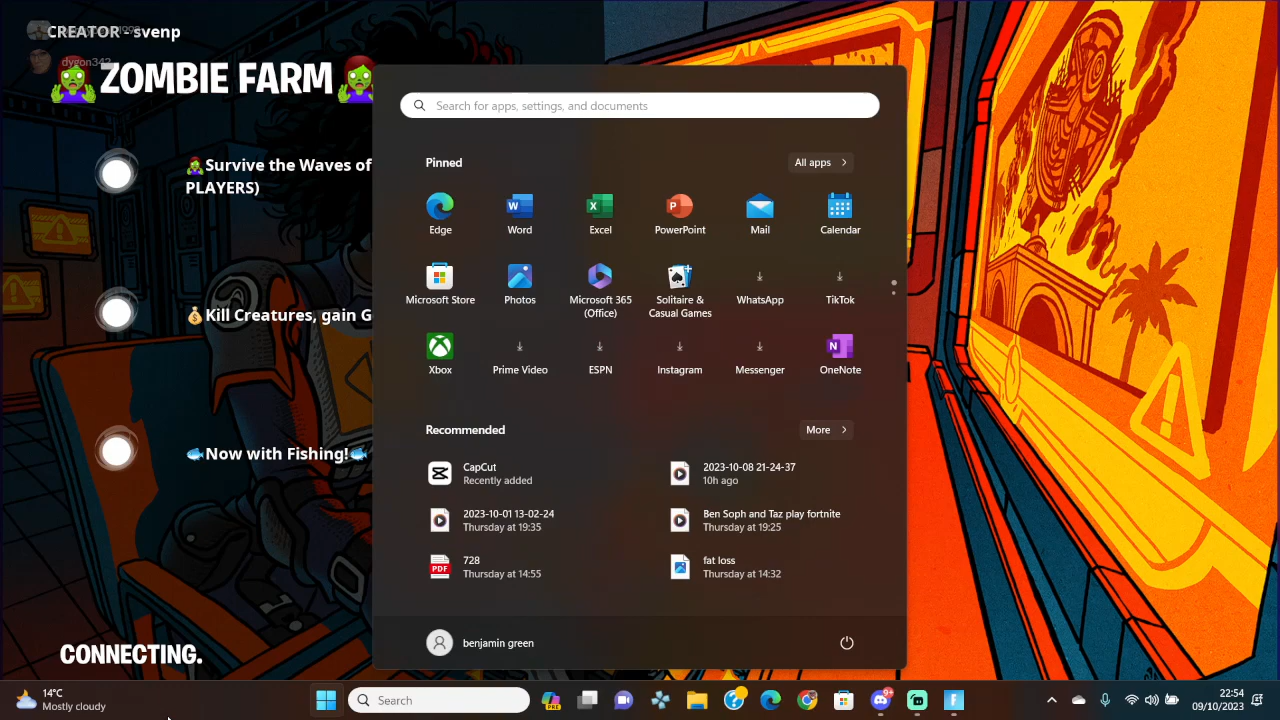 CREATOR - svenp
dygon342
ZOMBIE FARM
Survive the Waves of
PLAYERS)
Kill Creatures, gain G
Now with Fishing!
CONNECTING.
Search for apps, settings, and documents
Pinned
All apps
Edge
Word
Excel
PowerPoint
Mail
Calendar
Microsoft Store
Photos
Microsoft 365
(Office)
Solitaire &
Casual Games
WhatsApp
TikTok
Xbox
Prime Video
ESPN
Instagram
Messenger
OneNote
Recommended
More
CapCut
Recently added
2023-10-08 21-24-37
10h ago
2023-10-01 13-02-24
Thursday at 19:35
Ben Soph and Taz play fortnite
Thursday at 19:25
728
Thursday at 14:55
fat loss
Thursday at 14:32
benjamin green
14°C
Mostly cloudy
Search
PRE
9+
22:54
09/10/2023